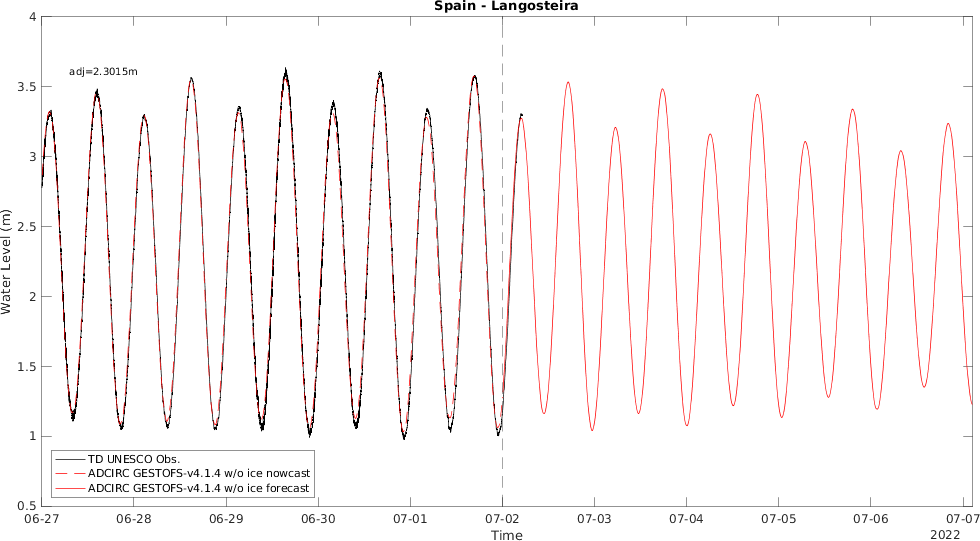 Spain - Langosteira
adj=2.3015m
Water Level (m)
4
3.5
3
2.5
2
1.5
1
0.5
TD UNESCO Obs.
ADCIRC GESTOFS-v4.1.4 w/o ice nowcast
ADCIRC GESTOFS-v4.1.4 w/o ice forecast
06-27 06-28 06-29 06-30 07-01 07-02 07-03 07-04 07-05 07-06 07-07
Time
2022